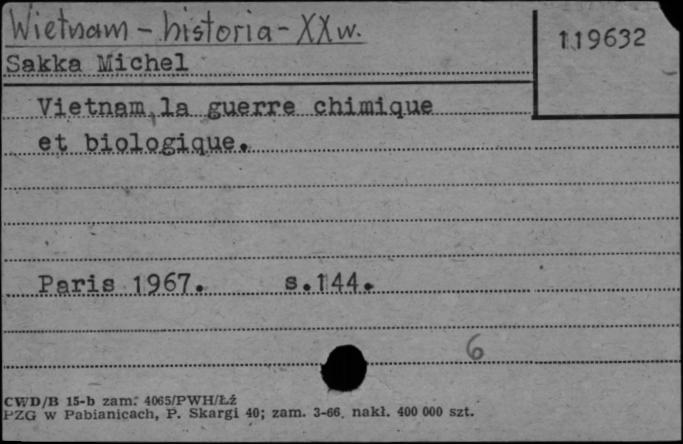 Wietnam - historia - XX w.
119632
Sakka Michel
Vietnam, la guerre chimique
et biologique.
Paris 1967. s.144.
6
CWD/B 15-b zam. 4065/PWH/Łź
PZG w Pabianicach, P. Skargi 40; zam. 3-66. nakł. 400 000 szt.